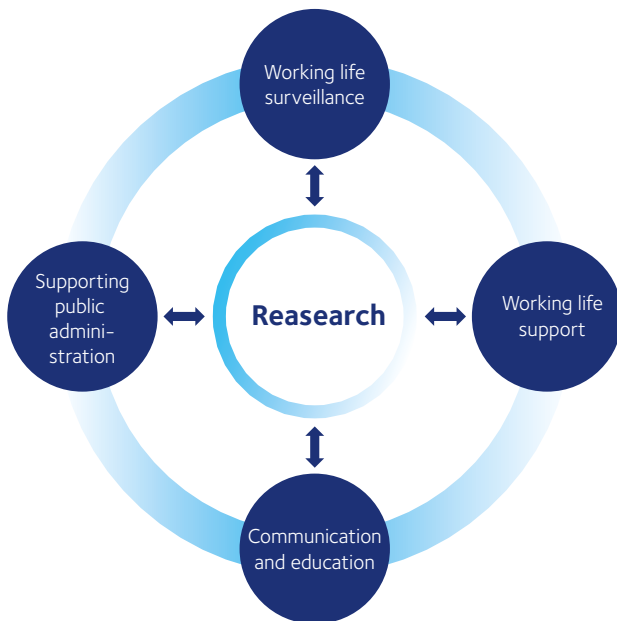 Working life
surveillance
Supporting
public
admini-
stration
Reasearch
Working life
support
Communication
and education